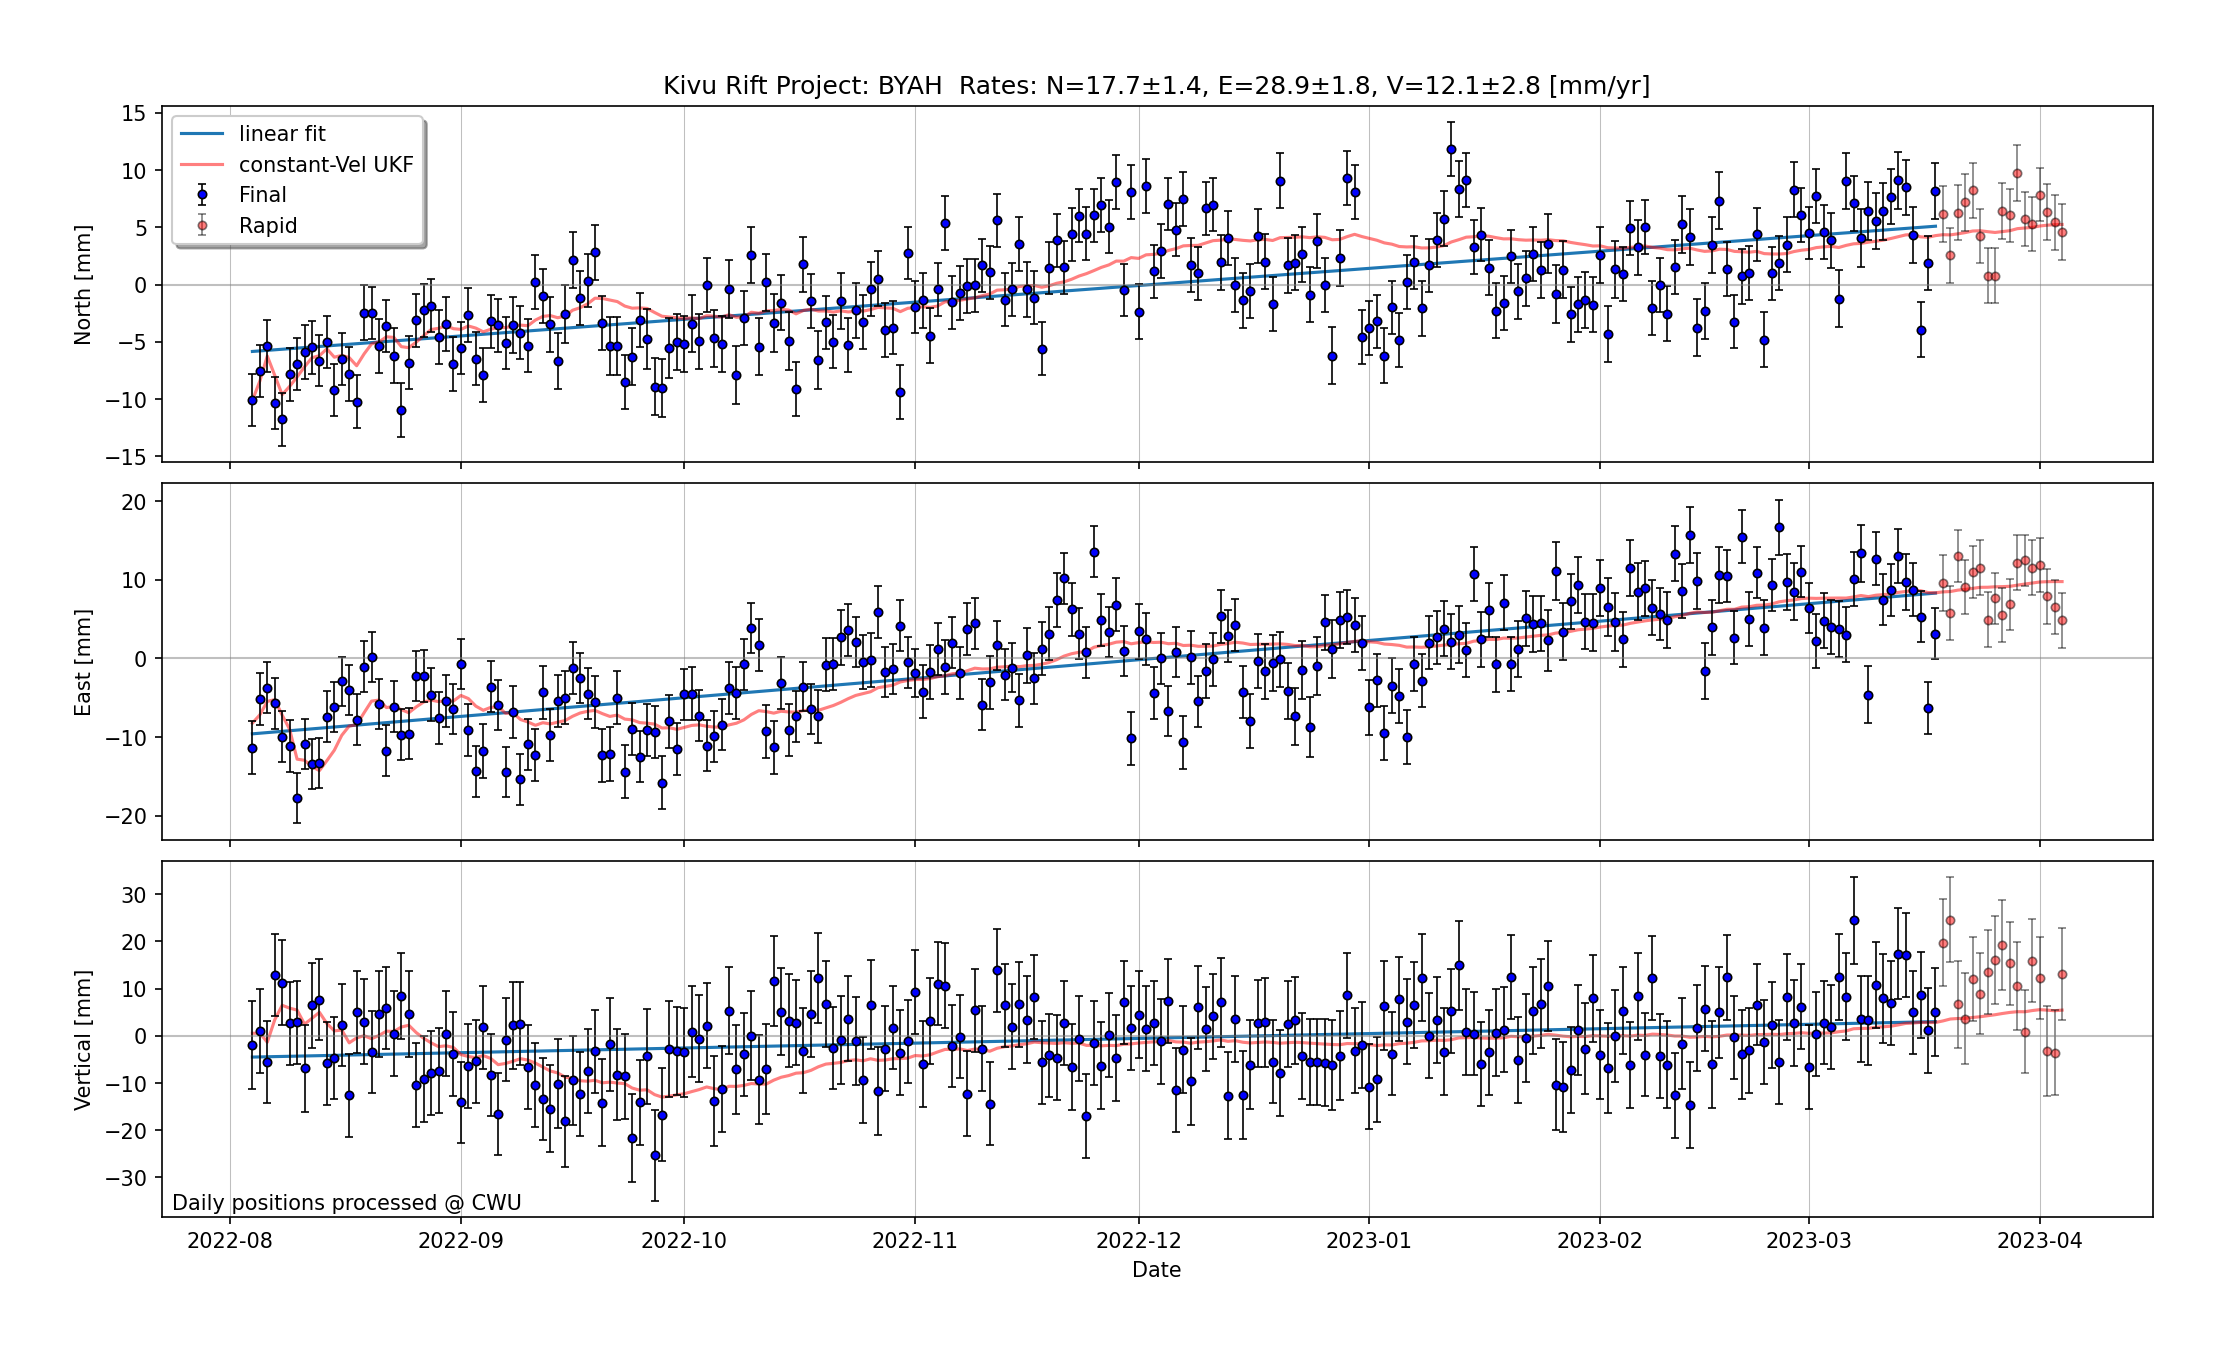 Kivu Rift Project: BYAH  Rates: N=17.7±1.4, E=28.9±1.8, V=12.1±2.8 [mm/yr]
linear fit
constant-Vel UKF
Final
Rapid
North [mm]
15
10
5
0
−5
−10
−15
East [mm]
20
10
0
−10
−20
Vertical [mm]
30
20
10
0
−10
−20
−30
Daily positions processed @ CWU
2022-08 2022-09 2022-10 2022-11 2022-12 2023-01 2023-02 2023-03 2023-04
Date